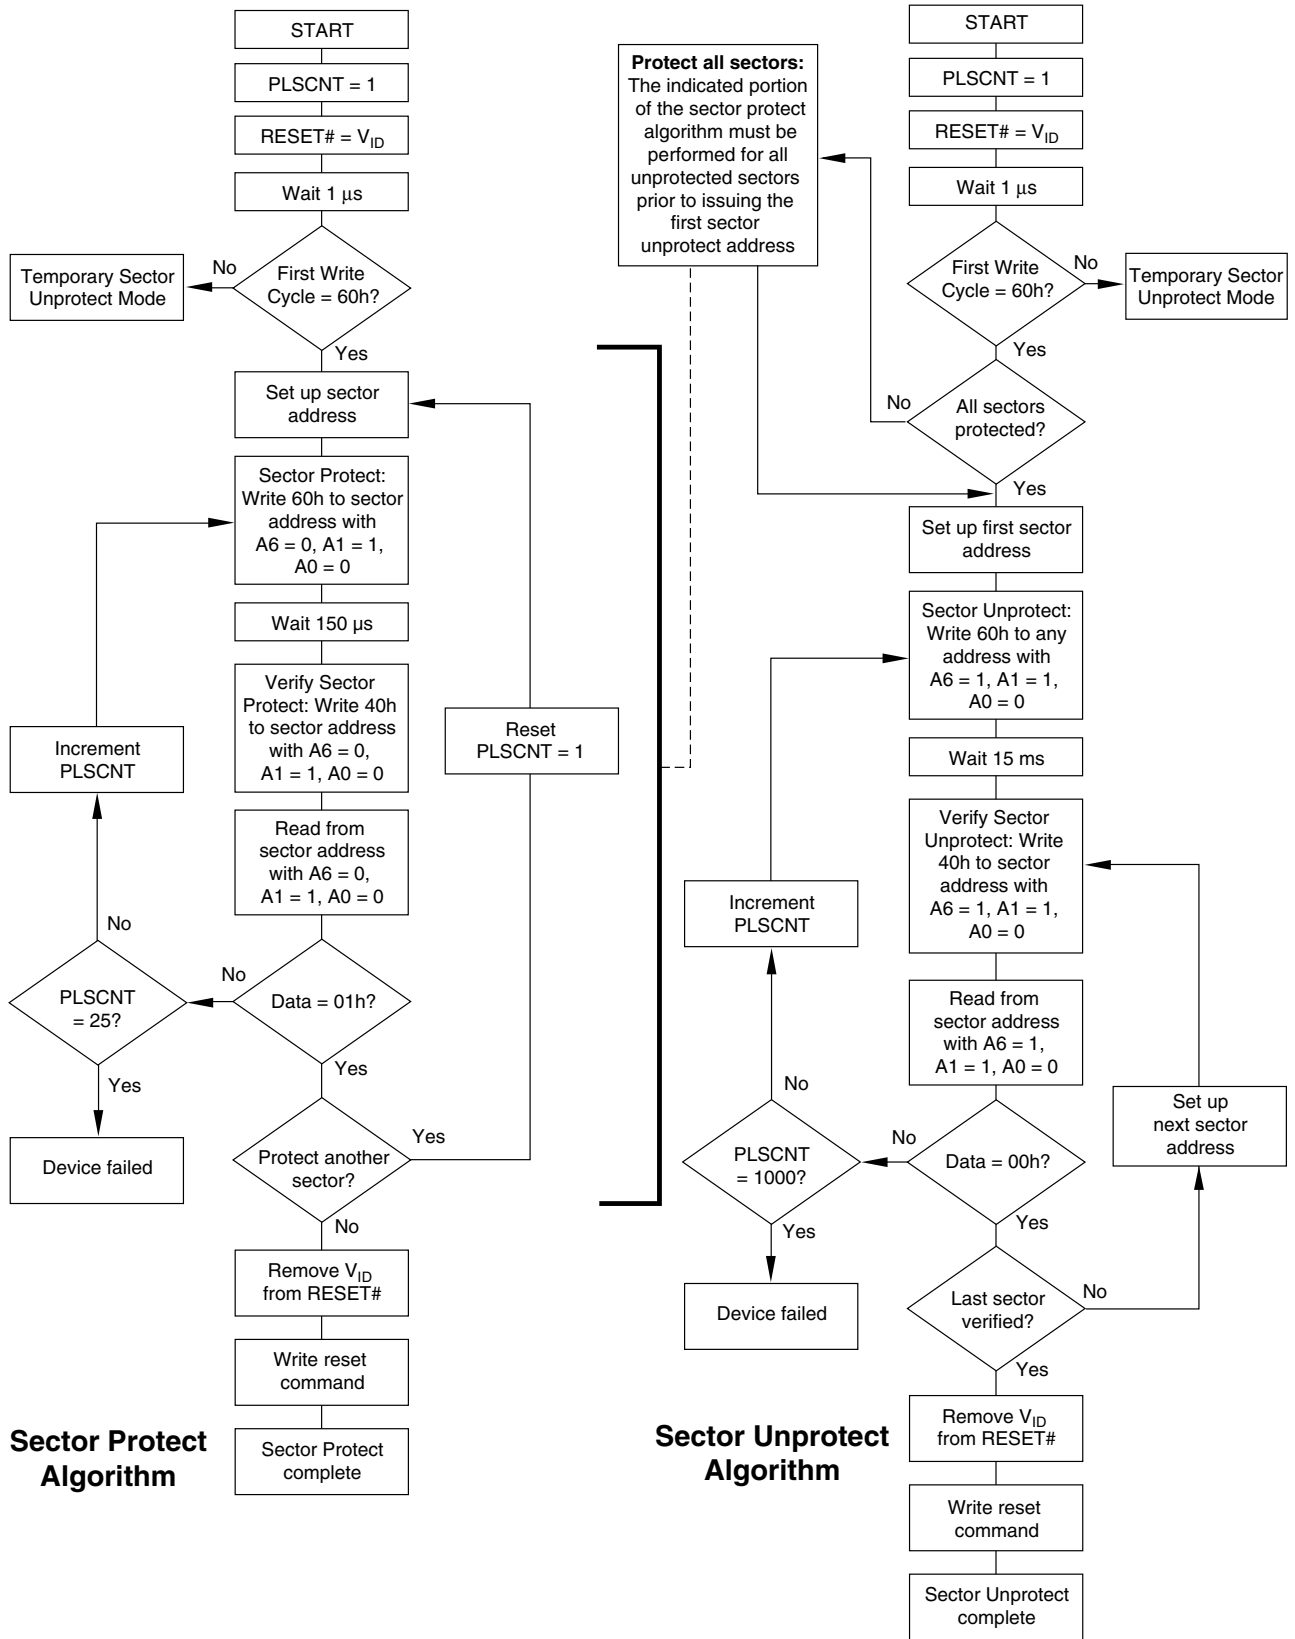 START
PLSCNT = 1
RESET# = VID
Wait 1 μs
First Write
Cycle = 60h?
No
Temporary Sector
Unprotect Mode
Yes
Set up sector
address
Sector Protect:
Write 60h to sector
address with
A6 = 0, A1 = 1,
A0 = 0
Wait 150 µs
Verify Sector
Protect: Write 40h
to sector address
with A6 = 0,
A1 = 1, A0 = 0
Read from
sector address
with A6 = 0,
A1 = 1, A0 = 0
Data = 01h?
No
PLSCNT
= 25?
No
Increment
PLSCNT
Yes
Device failed
Yes
Protect another
sector?
Yes
Reset
PLSCNT = 1
No
Remove VID
from RESET#
Write reset
command
Sector Protect
complete
Sector Protect
Algorithm
Protect all sectors:
The indicated portion
of the sector protect
algorithm must be
performed for all
unprotected sectors
prior to issuing the
first sector
unprotect address
START
PLSCNT = 1
RESET# = VID
Wait 1 μs
First Write
Cycle = 60h?
No
Temporary Sector
Unprotect Mode
Yes
All sectors
protected?
No
Yes
Set up first sector
address
Sector Unprotect:
Write 60h to any
address with
A6 = 1, A1 = 1,
A0 = 0
Wait 15 ms
Verify Sector
Unprotect: Write
40h to sector
address with
A6 = 1, A1 = 1,
A0 = 0
Read from
sector address
with A6 = 1,
A1 = 1, A0 = 0
Data = 00h?
No
PLSCNT
= 1000?
No
Increment
PLSCNT
Yes
Device failed
Yes
Last sector
verified?
No
Set up
next sector
address
Yes
Remove VID
from RESET#
Write reset
command
Sector Unprotect
complete
Sector Unprotect
Algorithm